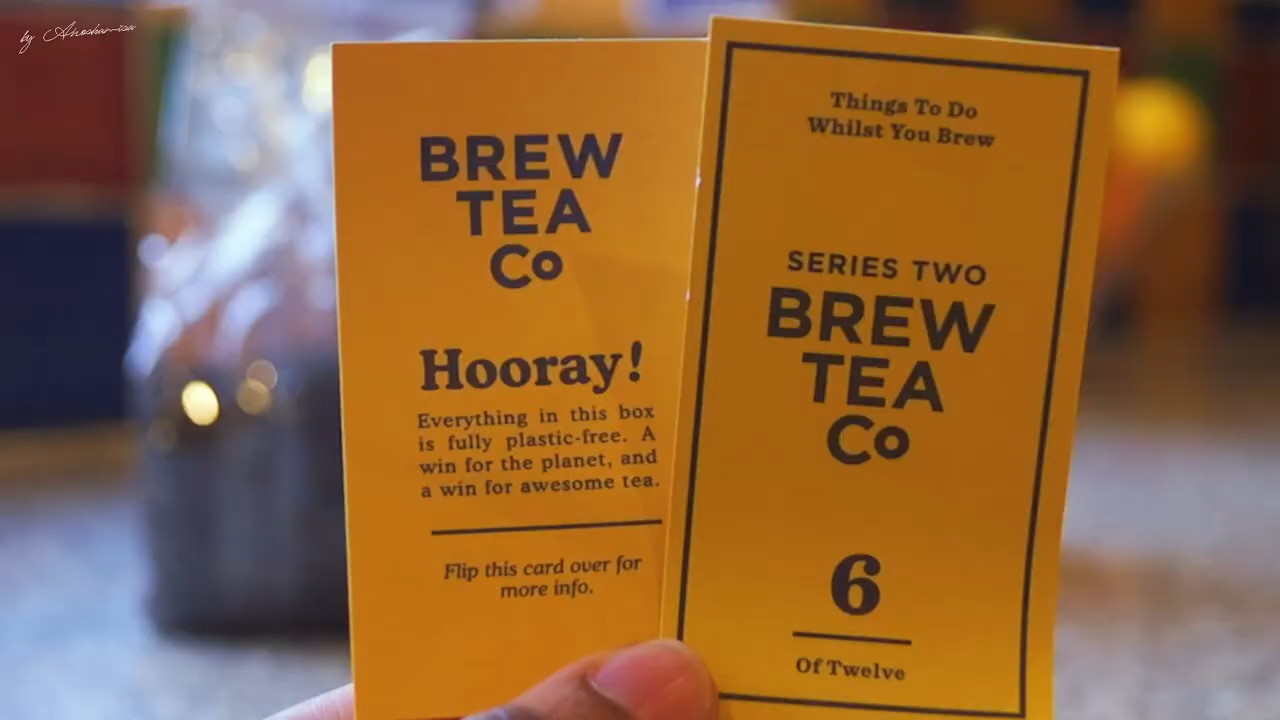 BREW
TEA
Co
Hooray!
Everything in this box
is fully plastic-free. A
win for the planet, and
a win for awesome tea.
Flip this card over for
more info.
Things To Do
Whilst You Brew
SERIES TWO
BREW
TEA
Co
6
Of Twelve